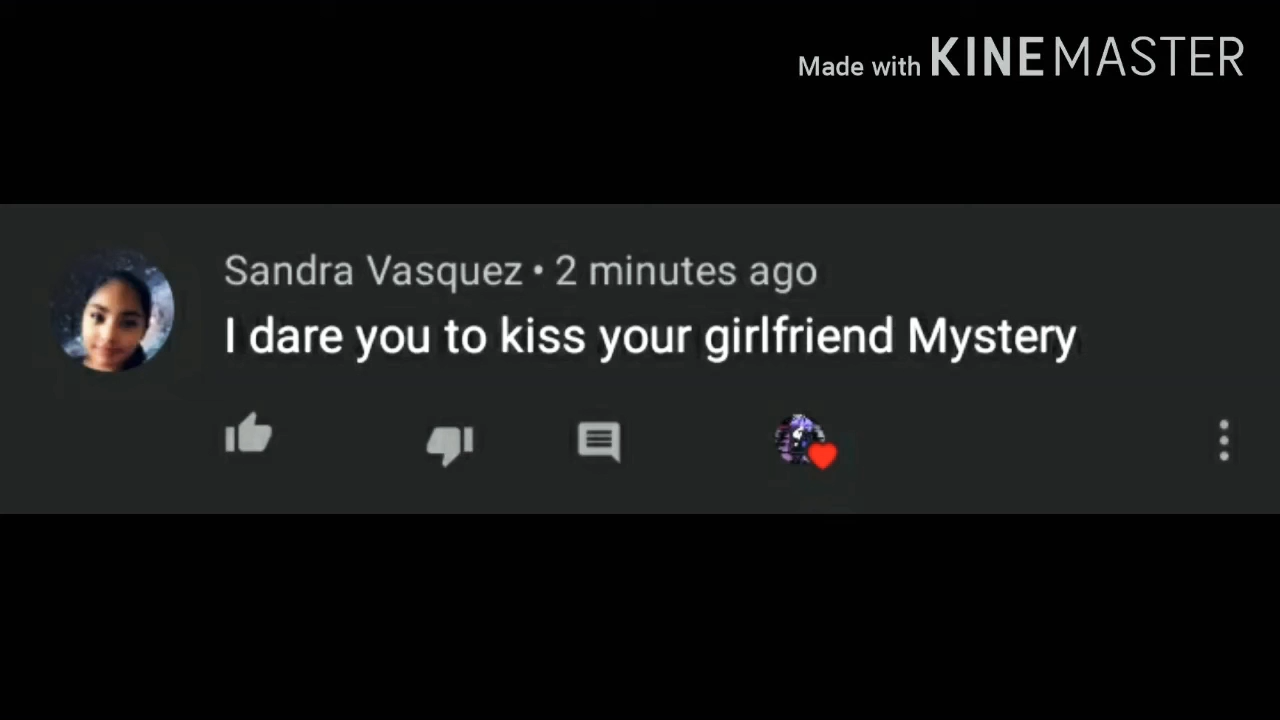 Made with KINEMASTER
Sandra Vasquez • 2 minutes ago
I dare you to kiss your girlfriend Mystery